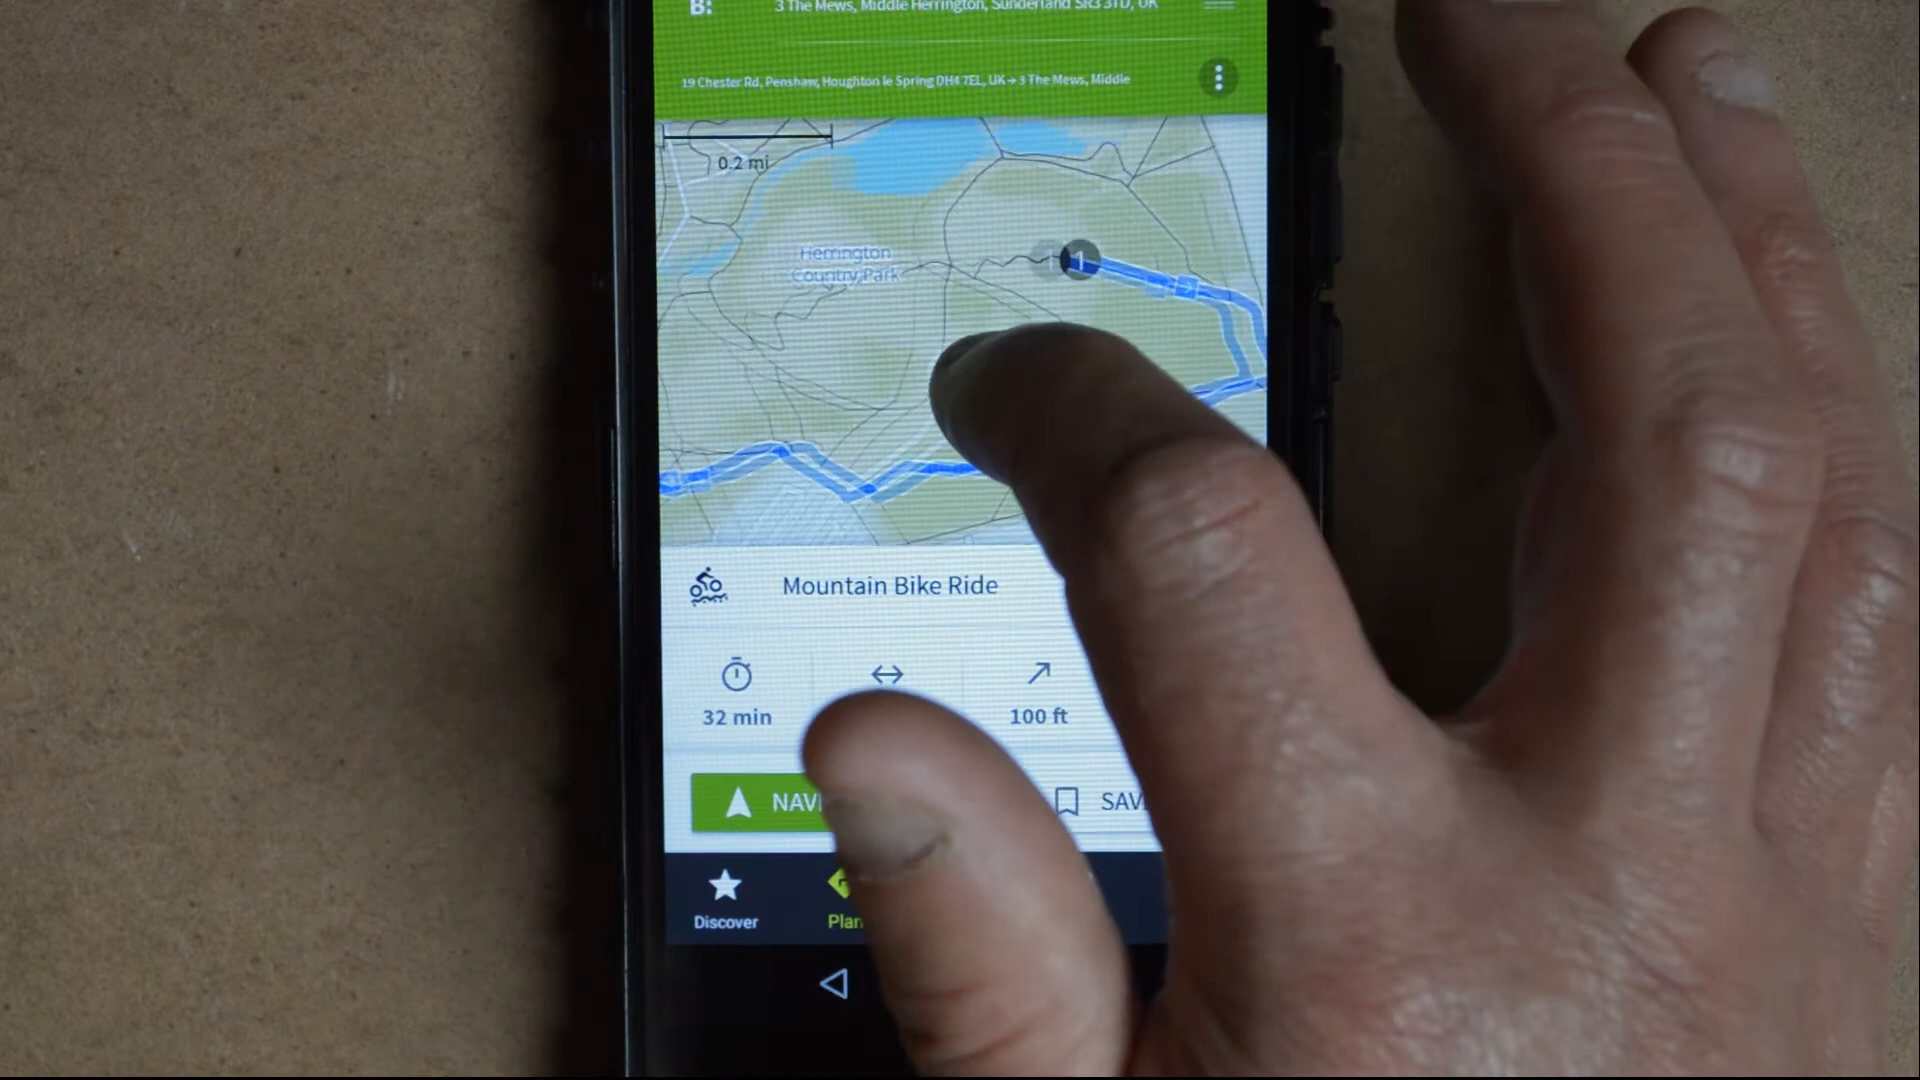 B:
3 The Mews, Middle Herrington, Sunderland SR3 3TD, UK
19 Chester Rd, Penshaw, Houghton le Spring DH4 7EL, UK → 3 The Mews, Middle
0.2 mi
Herrington
Country Park
1
Mountain Bike Ride
32 min
100 ft
NAVI
SAV
Discover
Plan